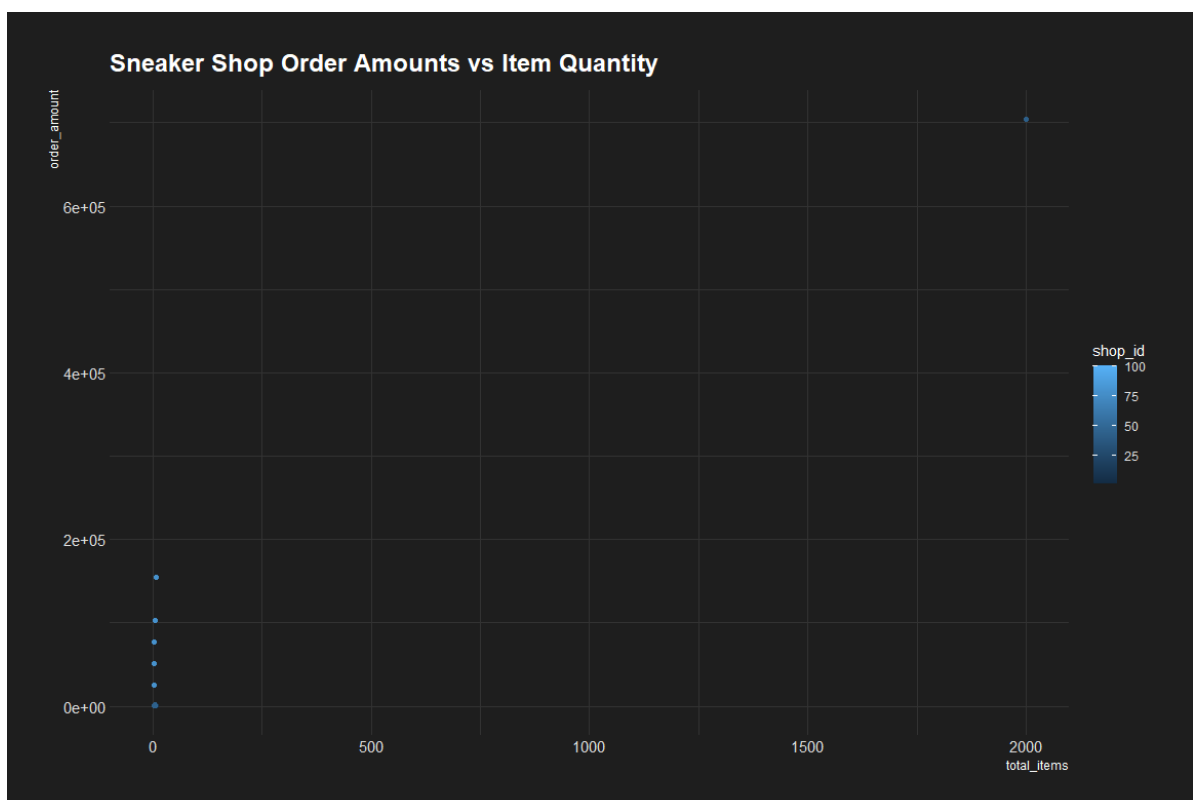 Sneaker Shop Order Amounts vs Item Quantity
order_amount
6e+05
4e+05
2e+05
0e+00
0
500
1000
1500
2000
total_items
shop_id
100
75
50
25